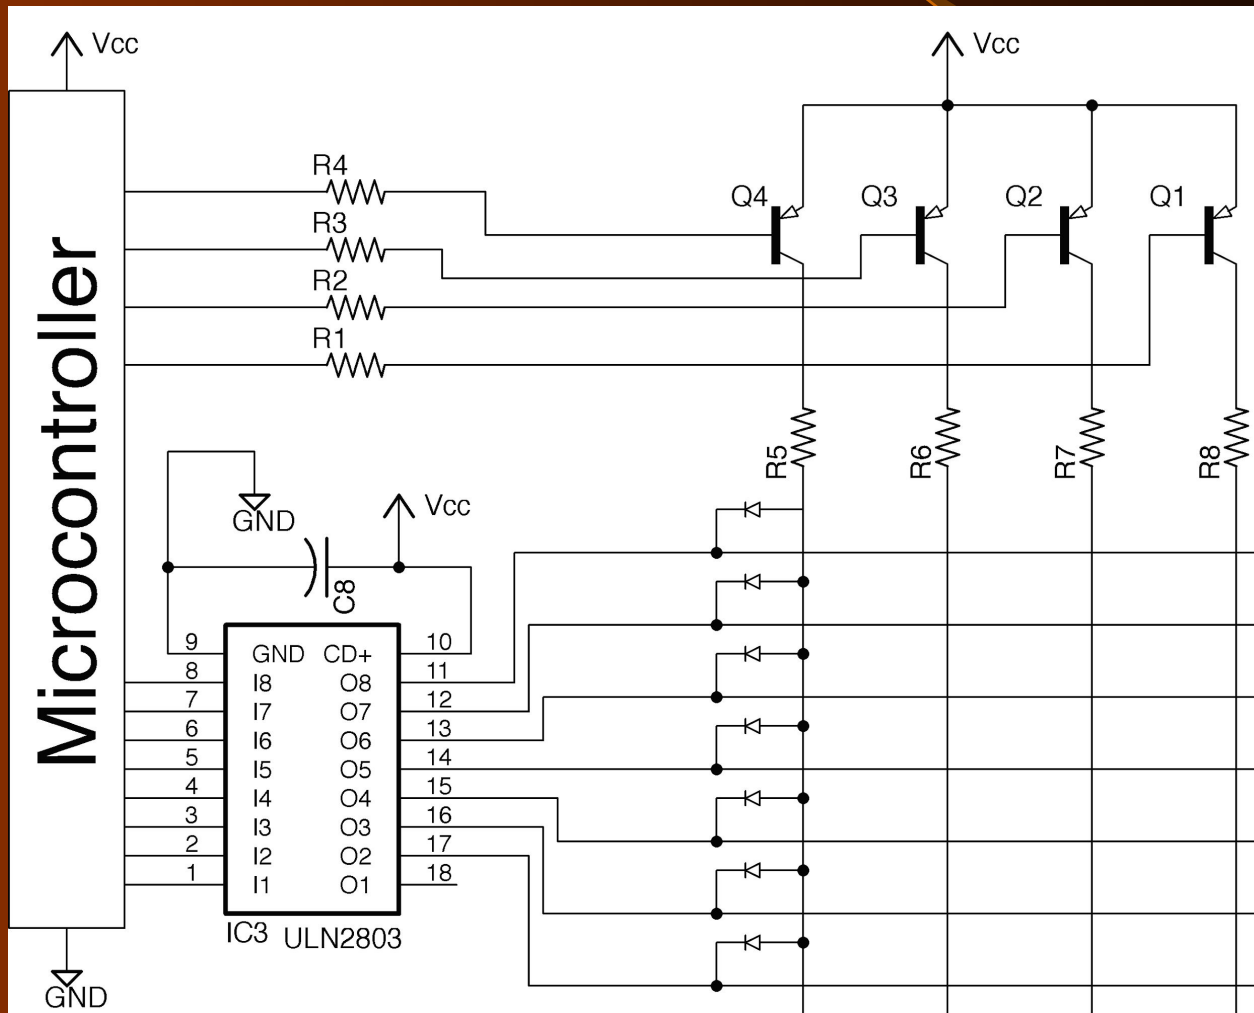 Vcc
Vcc
R4
Q4
Q3
Q2
Q1
R3
R2
R1
Microcontroller
R5
R6
R7
R8
GND
Vcc
C8
9 GND CD+ 10
8 I8 O8 11
7 I7 O7 12
6 I6 O6 13
5 I5 O5 14
4 I4 O4 15
3 I3 O3 16
2 I2 O2 17
1 I1 O1 18
IC3 ULN2803
GND